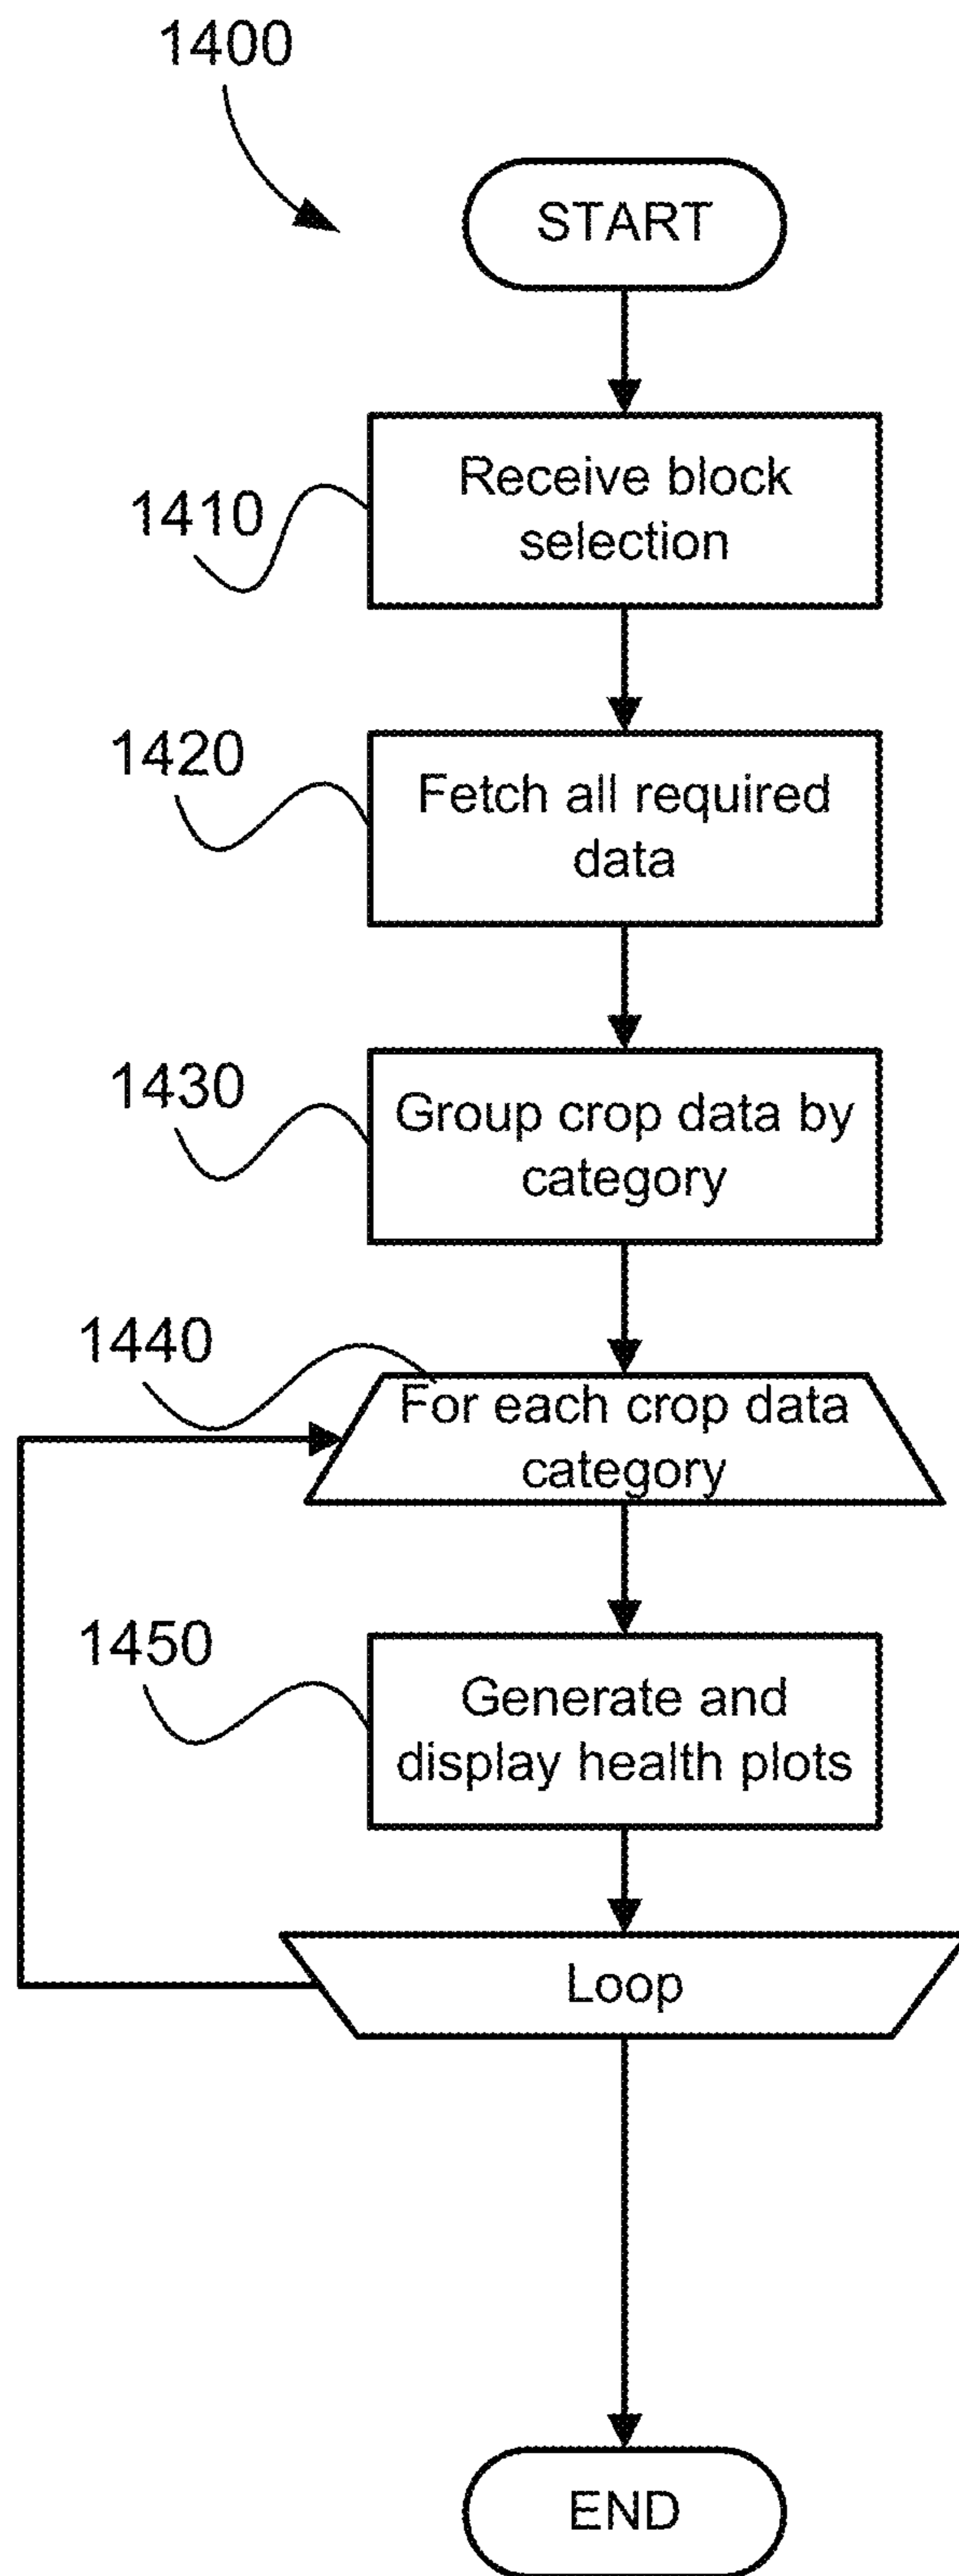 1400
START
1410
Receive block
selection
1420
Fetch all required
data
1430
Group crop data by
category
1440
For each crop data
category
1450
Generate and
display health plots
Loop
END